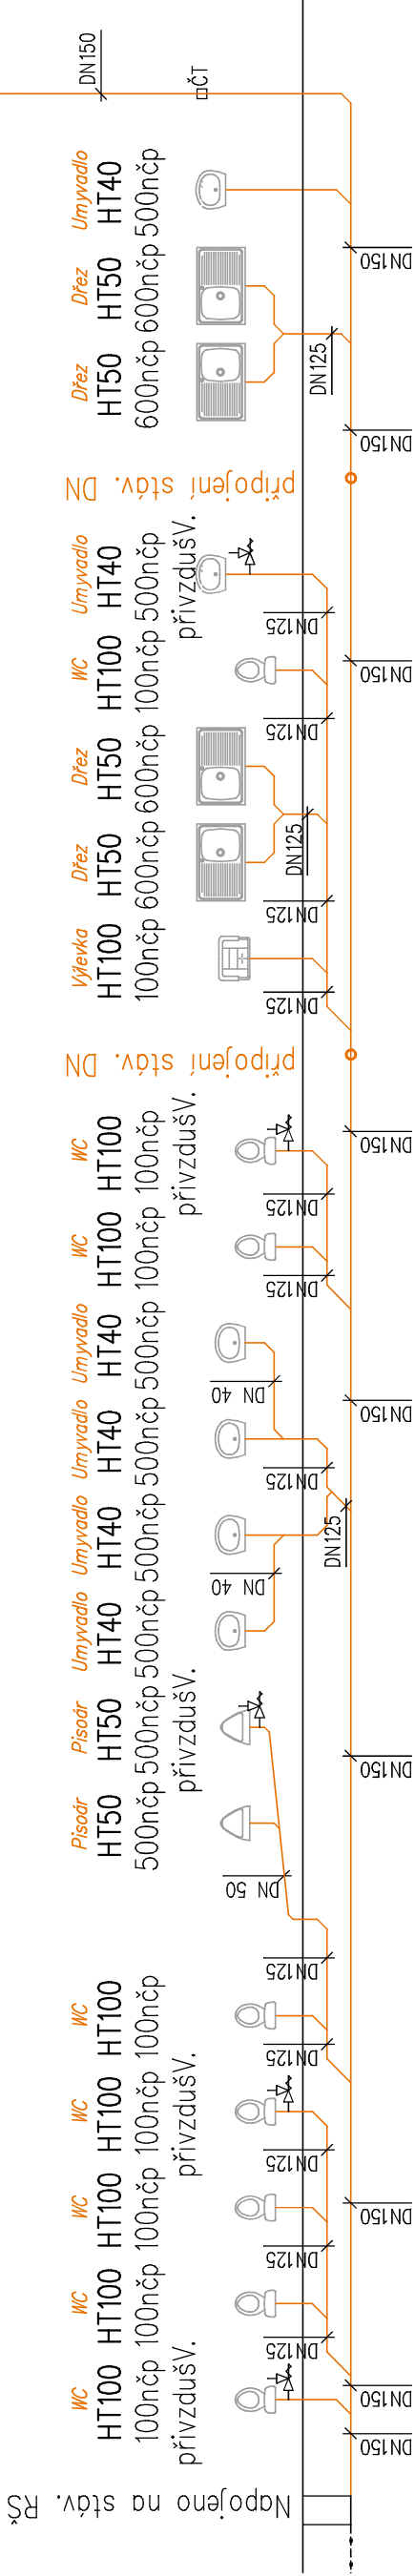 DN150
ČT
Umyvadlo
HT40
500nčp
DN150
Dřez
HT50
600nčp
DN125
Dřez
HT50
600nčp
DN150
připojení stáv. DN
Umyvadlo
HT40
500nčp
přivzdušV.
DN125
DN150
WC
HT100
100nčp
DN125
Dřez
HT50
600nčp
DN125
Dřez
HT50
600nčp
DN125
Výlevka
HT100
100nčp
DN125
připojení stáv. DN
DN150
WC
HT100
100nčp
přivzdušV.
DN125
WC
HT100
100nčp
DN125
Umyvadlo
HT40
500nčp
DN 40
DN150
Umyvadlo
HT40
500nčp
DN125
DN125
Umyvadlo
HT40
500nčp
DN 40
Umyvadlo
HT40
500nčp
Pisoár
HT50
500nčp
přivzdušV.
DN150
Pisoár
HT50
500nčp
DN 50
DN125
WC
HT100
100nčp
DN125
WC
HT100
100nčp
přivzdušV.
DN125
WC
HT100
100nčp
DN150
DN125
WC
HT100
100nčp
DN125
WC
HT100
100nčp
přivzdušV.
DN150
DN150
Napojeno na stáv. RŠ